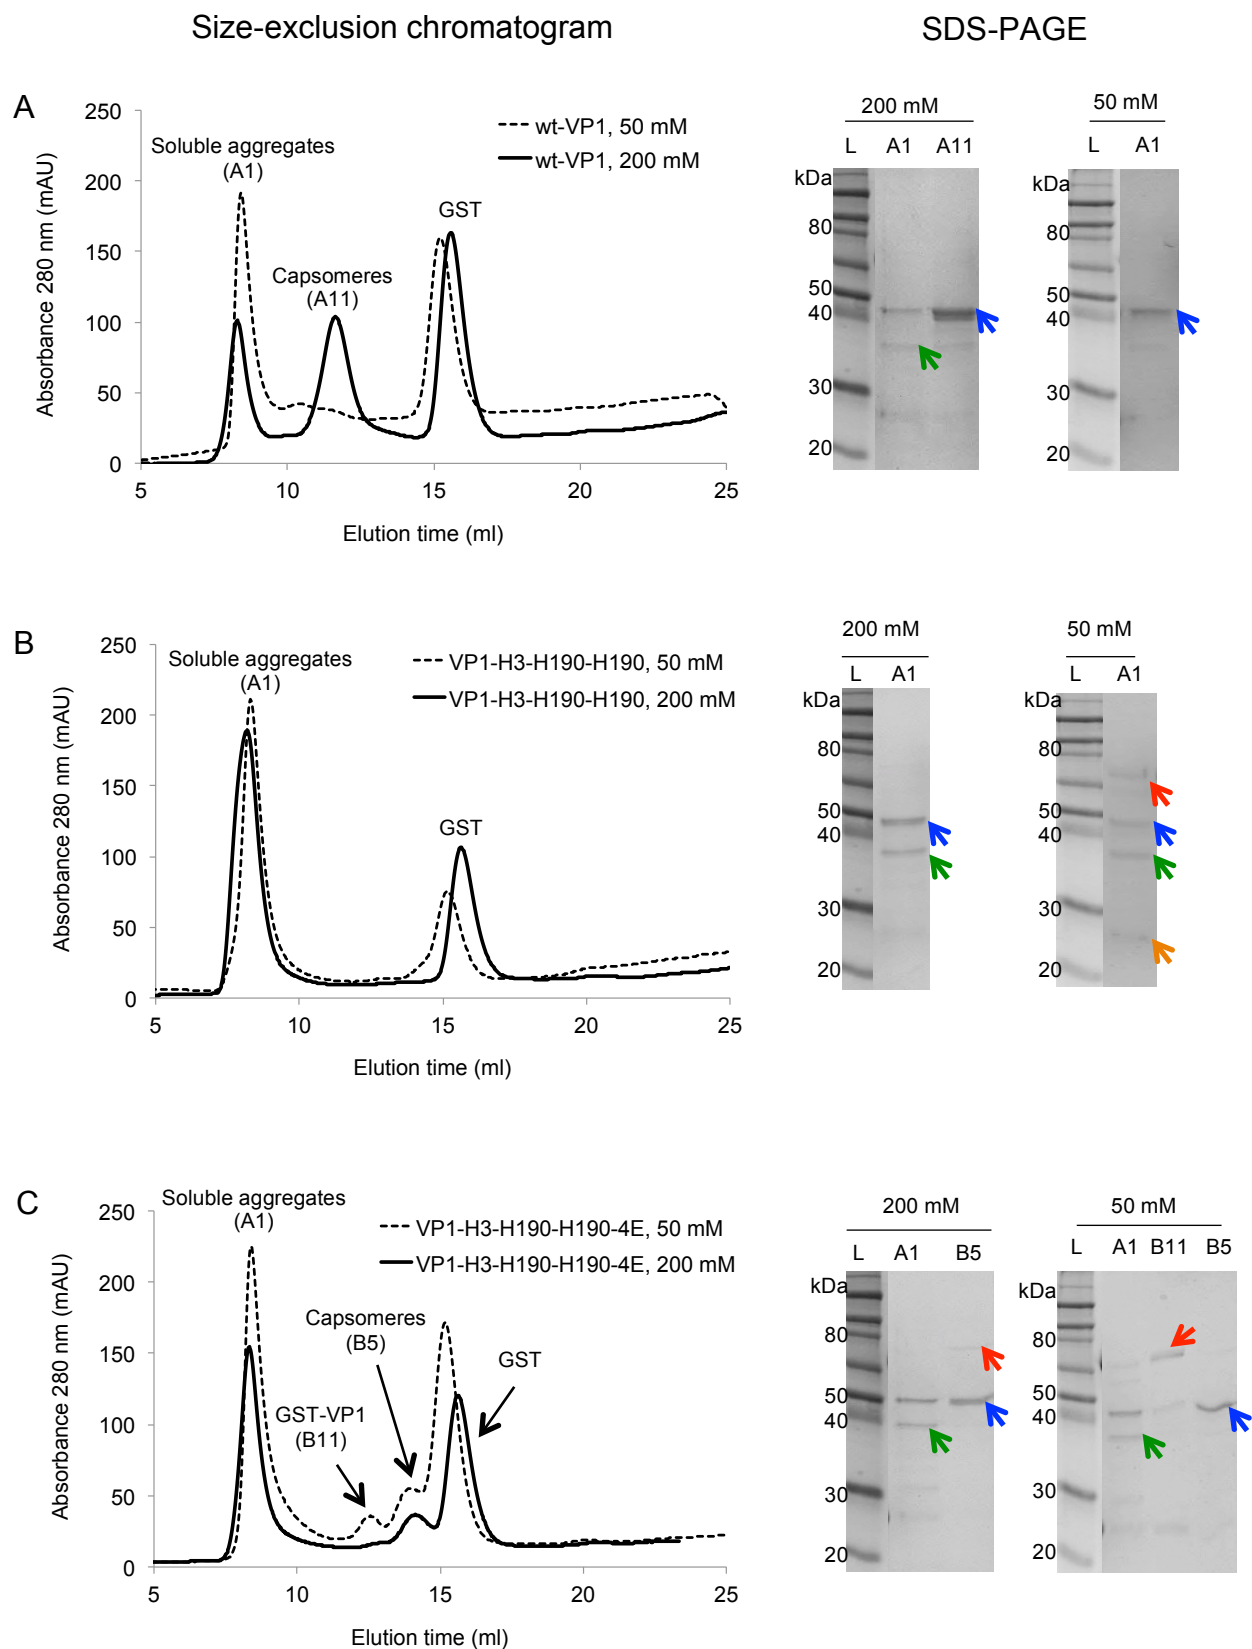 Size-exclusion chromatogram
SDS-PAGE
A
Absorbance 280 nm (mAU)
250
200
150
100
50
0
5
10
15
20
25
Elution time (ml)
Soluble aggregates
(A1)
Capsomeres
(A11)
GST
wt-VP1, 50 mM
wt-VP1, 200 mM
200 mM
L A1 A11
kDa
80
50
40
30
20
50 mM
L A1
kDa
80
50
40
30
20
B
Absorbance 280 nm (mAU)
250
200
150
100
50
0
5
10
15
20
25
Elution time (ml)
Soluble aggregates
(A1)
GST
VP1-H3-H190-H190, 50 mM
VP1-H3-H190-H190, 200 mM
200 mM
L A1
kDa
80
50
40
30
20
50 mM
L A1
kDa
80
50
40
30
20
C
Absorbance 280 nm (mAU)
250
200
150
100
50
0
5
10
15
20
25
Elution time (ml)
Soluble aggregates
(A1)
GST-VP1
(B11)
Capsomeres
(B5)
GST
VP1-H3-H190-H190-4E, 50 mM
VP1-H3-H190-H190-4E, 200 mM
200 mM
L A1 B5
kDa
80
50
40
30
20
50 mM
L A1 B11 B5
kDa
80
50
40
30
20